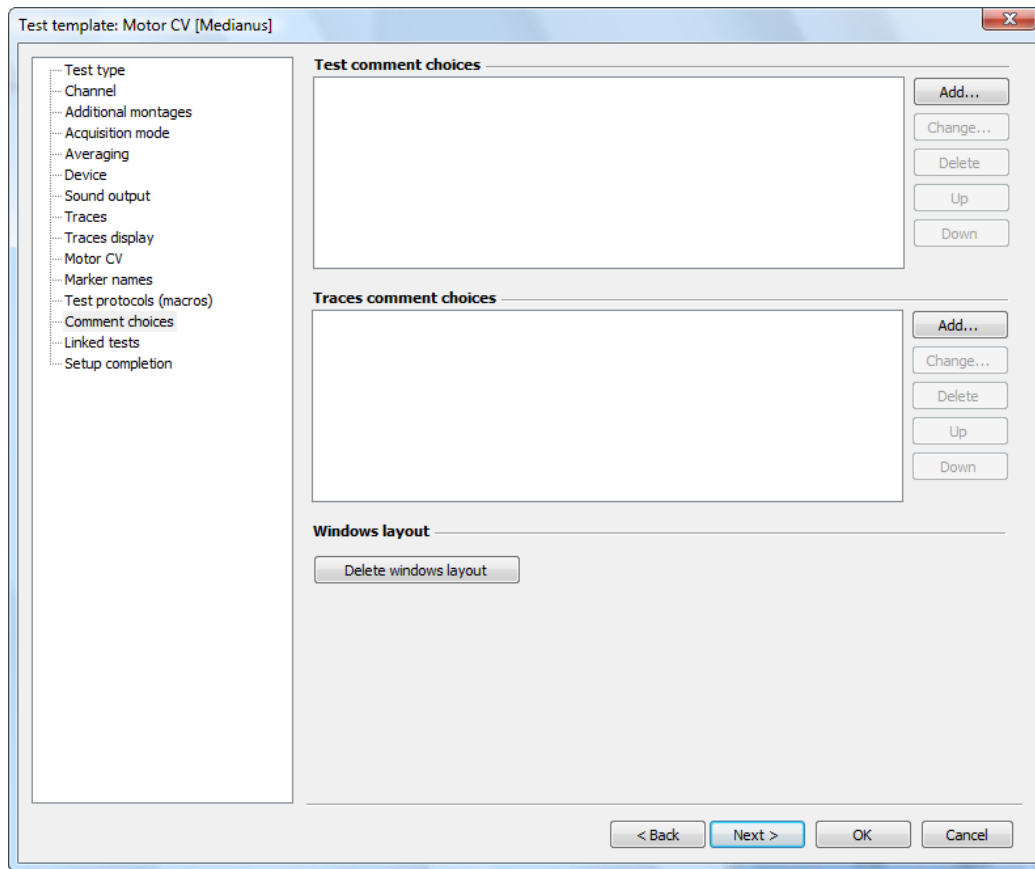 Test template: Motor CV [Medianus]
Test type
Channel
Additional montages
Acquisition mode
Averaging
Device
Sound output
Traces
Traces display
Motor CV
Marker names
Test protocols (macros)
Comment choices
Linked tests
Setup completion
Test comment choices
Add...
Change...
Delete
Up
Down
Traces comment choices
Add...
Change...
Delete
Up
Down
Windows layout
Delete windows layout
< Back Next > OK Cancel